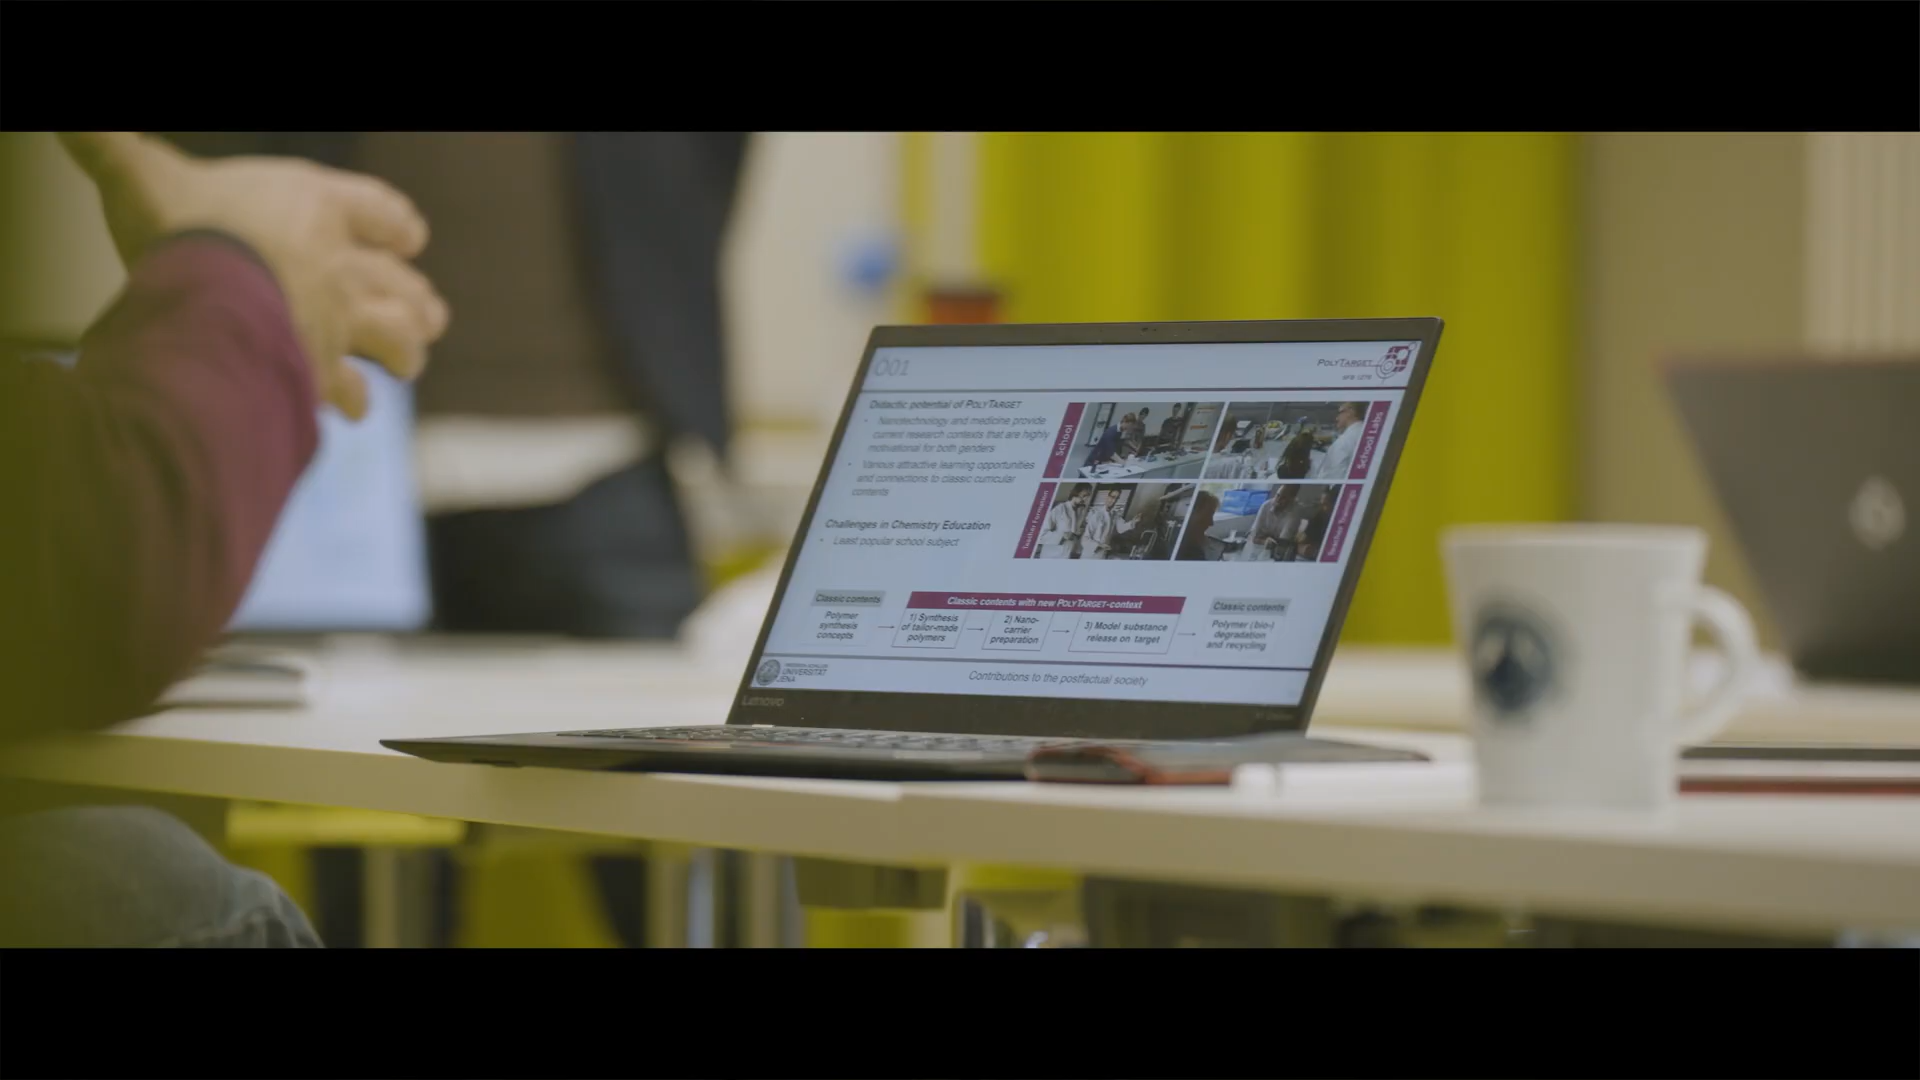 Ö01
POLYTARGET
SFB 1278
Didactic potential of POLYTARGET
• Nanotechnology and medicine provide
current research contexts that are highly
motivational for both genders
• Various attractive learning opportunities
and connections to classic curricular
contents
Challenges in Chemistry Education
• Least popular school subject
School
School Labs
Teacher Formation
Teacher Trainings
Classic contents
Polymer
synthesis
concepts
Classic contents with new POLYTARGET-context
1) Synthesis
of tailor-made
polymers
2) Nano-
carrier
preparation
3) Model substance
release on target
Classic contents
Polymer (bio-)
degradation
and recycling
FRIEDRICH-SCHILLER-
UNIVERSITÄT
JENA
Contributions to the postfactual society
Lenovo